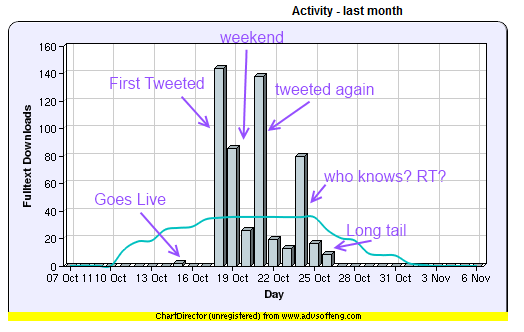 Activity - last month
weekend
First Tweeted
tweeted again
who knows? RT?
Goes Live
Long tail
Fulltext Downloads
160
140
120
100
80
60
40
20
0
07 Oct 11 10 Oct 13 Oct 16 Oct 19 Oct 22 Oct 25 Oct 28 Oct 31 Oct 3 Nov 6 Nov
Day
ChartDirector (unregistered) from www.advsofteng.com